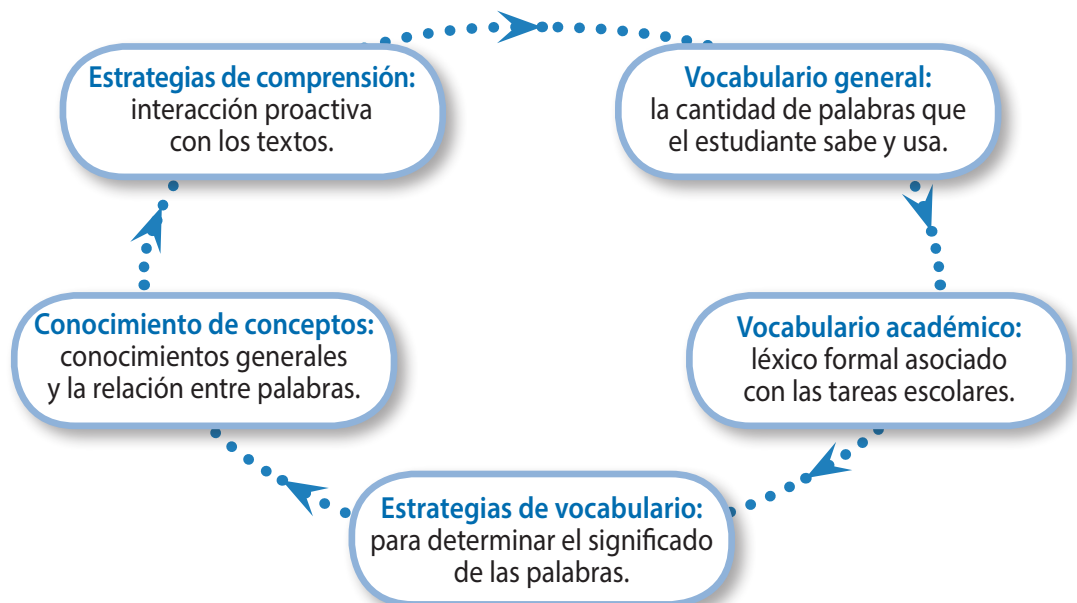 Estrategias de comprensión:
interacción proactiva
con los textos.
Vocabulario general:
la cantidad de palabras que
el estudiante sabe y usa.
Vocabulario académico:
léxico formal asociado
con las tareas escolares.
Estrategias de vocabulario:
para determinar el significado
de las palabras.
Conocimiento de conceptos:
conocimientos generales
y la relación entre palabras.